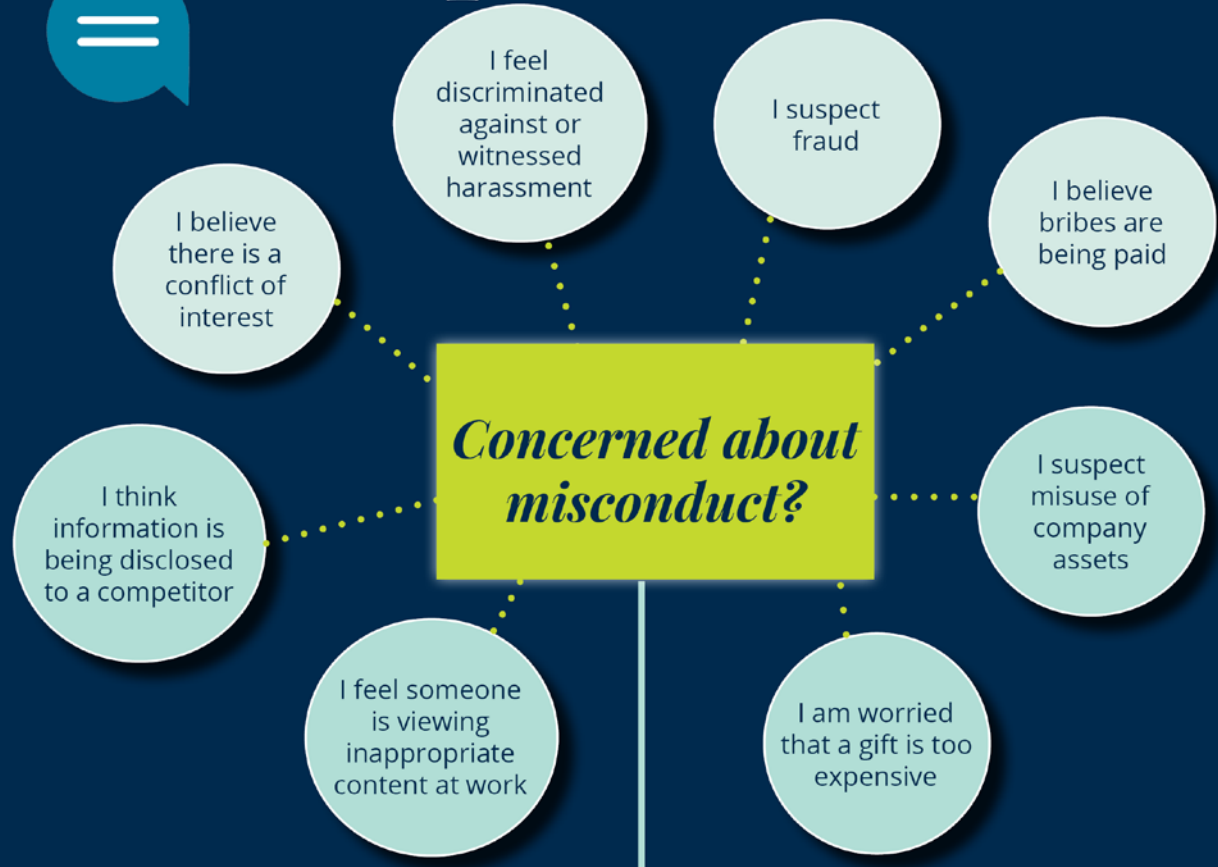 I feel
discriminated
against or
witnessed
harassment
I suspect
fraud
I believe
bribes are
being paid
I believe
there is a
conflict of
interest
Concerned about
misconduct?
I suspect
misuse of
company
assets
I think
information is
being disclosed
to a competitor
I feel someone
is viewing
inappropriate
content at work
I am worried
that a gift is too
expensive